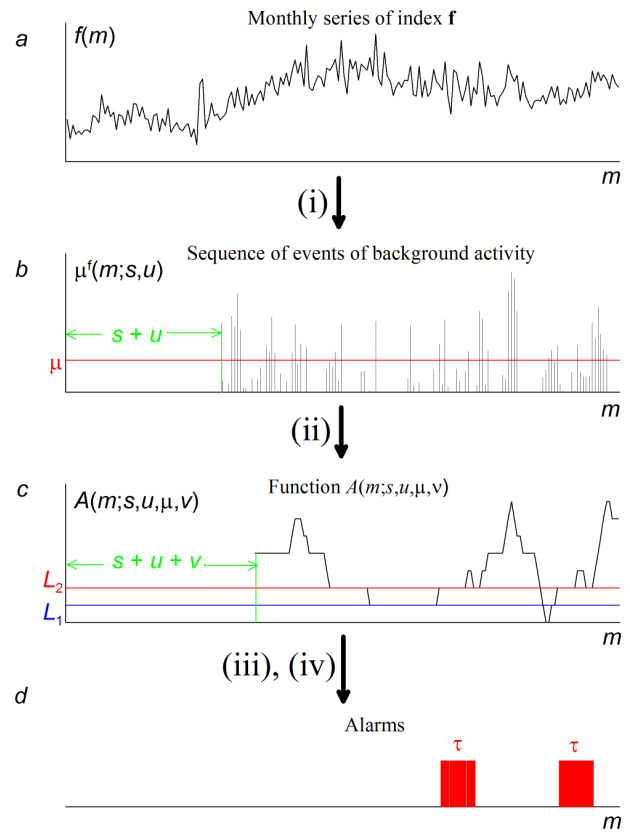 Monthly series of index f
a
f(m)
m
(i)
Sequence of events of background activity
b
μᶠ(m;s,u)
s + u
μ
m
(ii)
c
Function A(m;s,u,μ,ν)
A(m;s,u,μ,ν)
s + u + v
L₂
L₁
m
(iii), (iv)
d
Alarms
τ τ
m